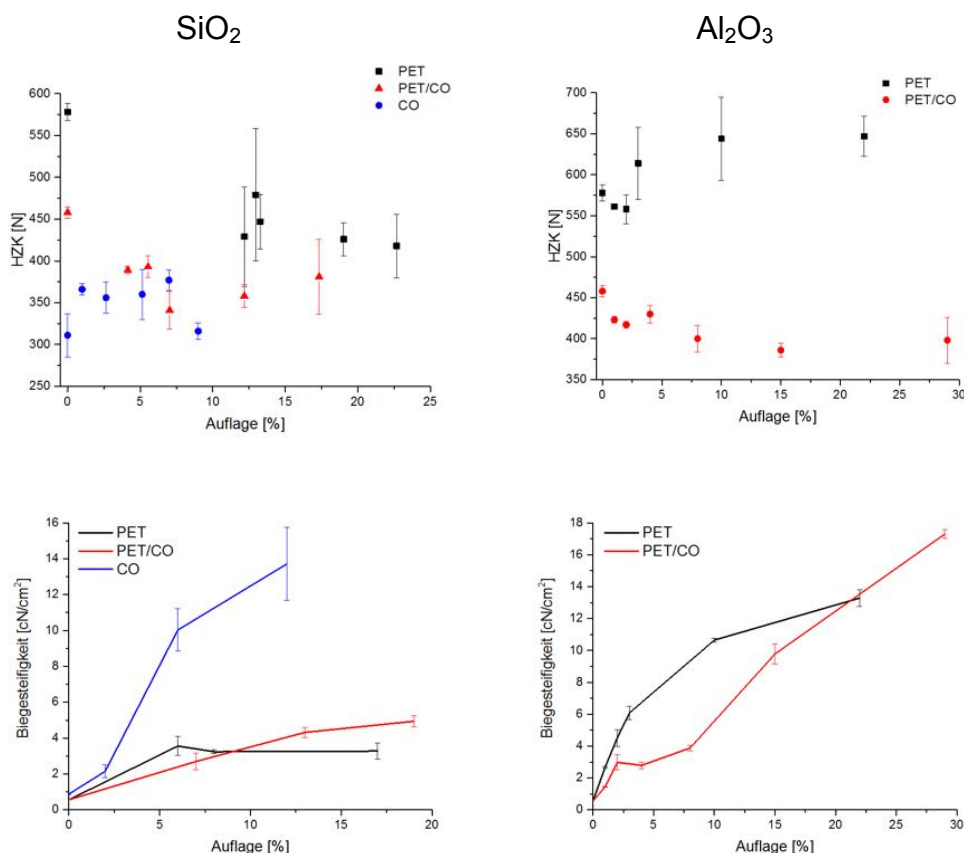 SiO₂
PET
PET/CO
CO
600
550
500
450
400
350
300
250
HZK [N]
0 5 10 15 20 25
Auflage [%]
Al₂O₃
PET
PET/CO
700
650
600
550
500
450
400
350
HZK [N]
0 5 10 15 20 25 30
Auflage [%]
PET
PET/CO
CO
16
14
12
10
8
6
4
2
0
Biegesteifigkeit [cN/cm²]
0 5 10 15 20
Auflage [%]
PET
PET/CO
18
16
14
12
10
8
6
4
2
0
Biegesteifigkeit [cN/cm²]
0 5 10 15 20 25 30
Auflage [%]